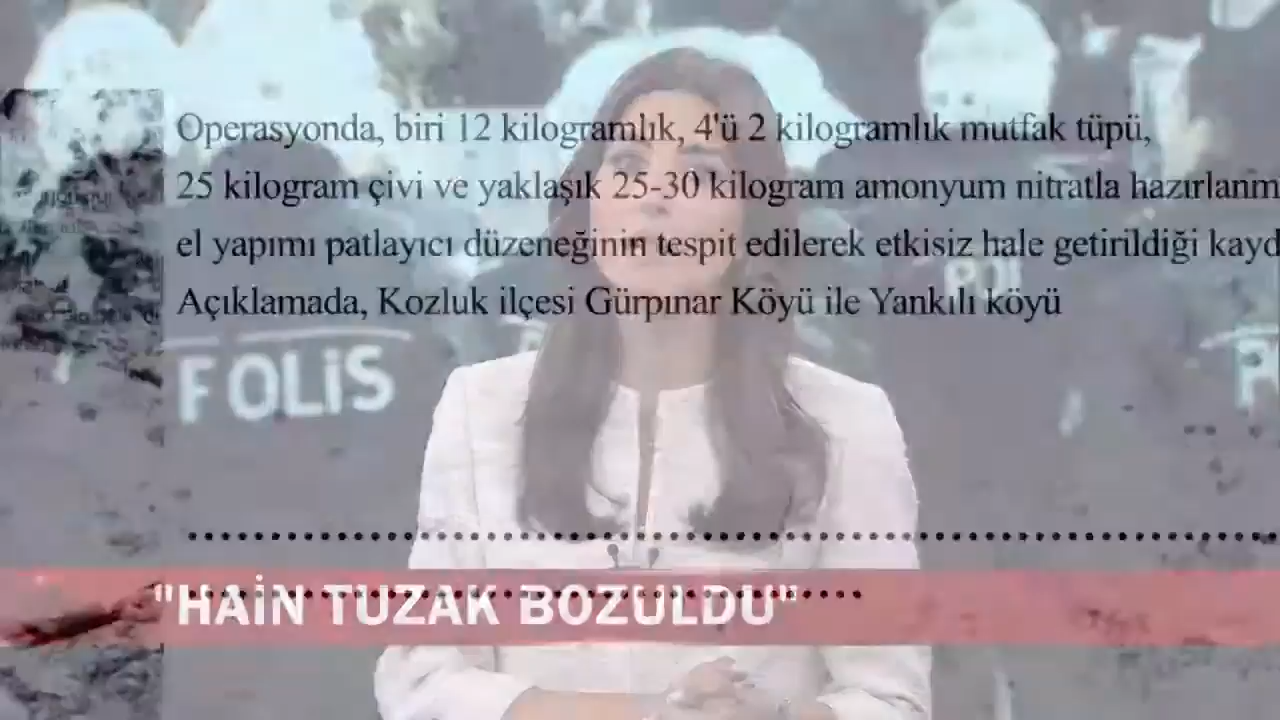 Operasyonda, biri 12 kilogramlık, 4'ü 2 kilogramlık mutfak tüpü,
25 kilogram çivi ve yaklaşık 25-30 kilogram amonyum nitratla hazırlanm
el yapımı patlayıcı düzeneğinin tespit edilerek etkisiz hale getirildiği kayd
Açıklamada, Kozluk ilçesi Gürpınar Köyü ile Yankılı köyü
POLİS
"HAİN TUZAK BOZULDU"